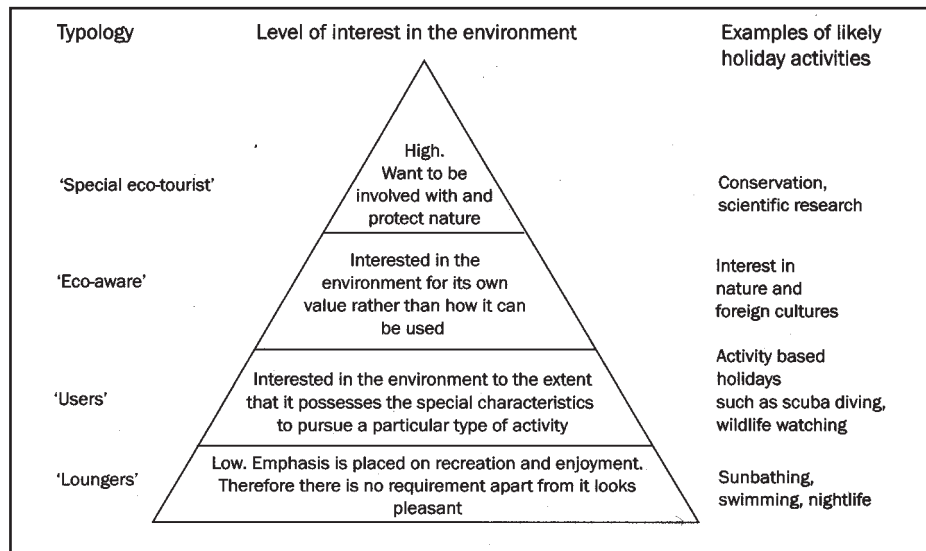 Typology
Level of interest in the environment
Examples of likely
holiday activities
'Special eco-tourist'
High.
Want to be
involved with and
protect nature
Conservation,
scientific research
'Eco-aware'
Interested in the
environment for its own
value rather than how it can
be used
Interest in
nature and
foreign cultures
'Users'
Interested in the environment to the extent
that it possesses the special characteristics
to pursue a particular type of activity
Activity based
holidays
such as scuba diving,
wildlife watching
'Loungers'
Low. Emphasis is placed on recreation and enjoyment.
Therefore there is no requirement apart from it looks
pleasant
Sunbathing,
swimming, nightlife